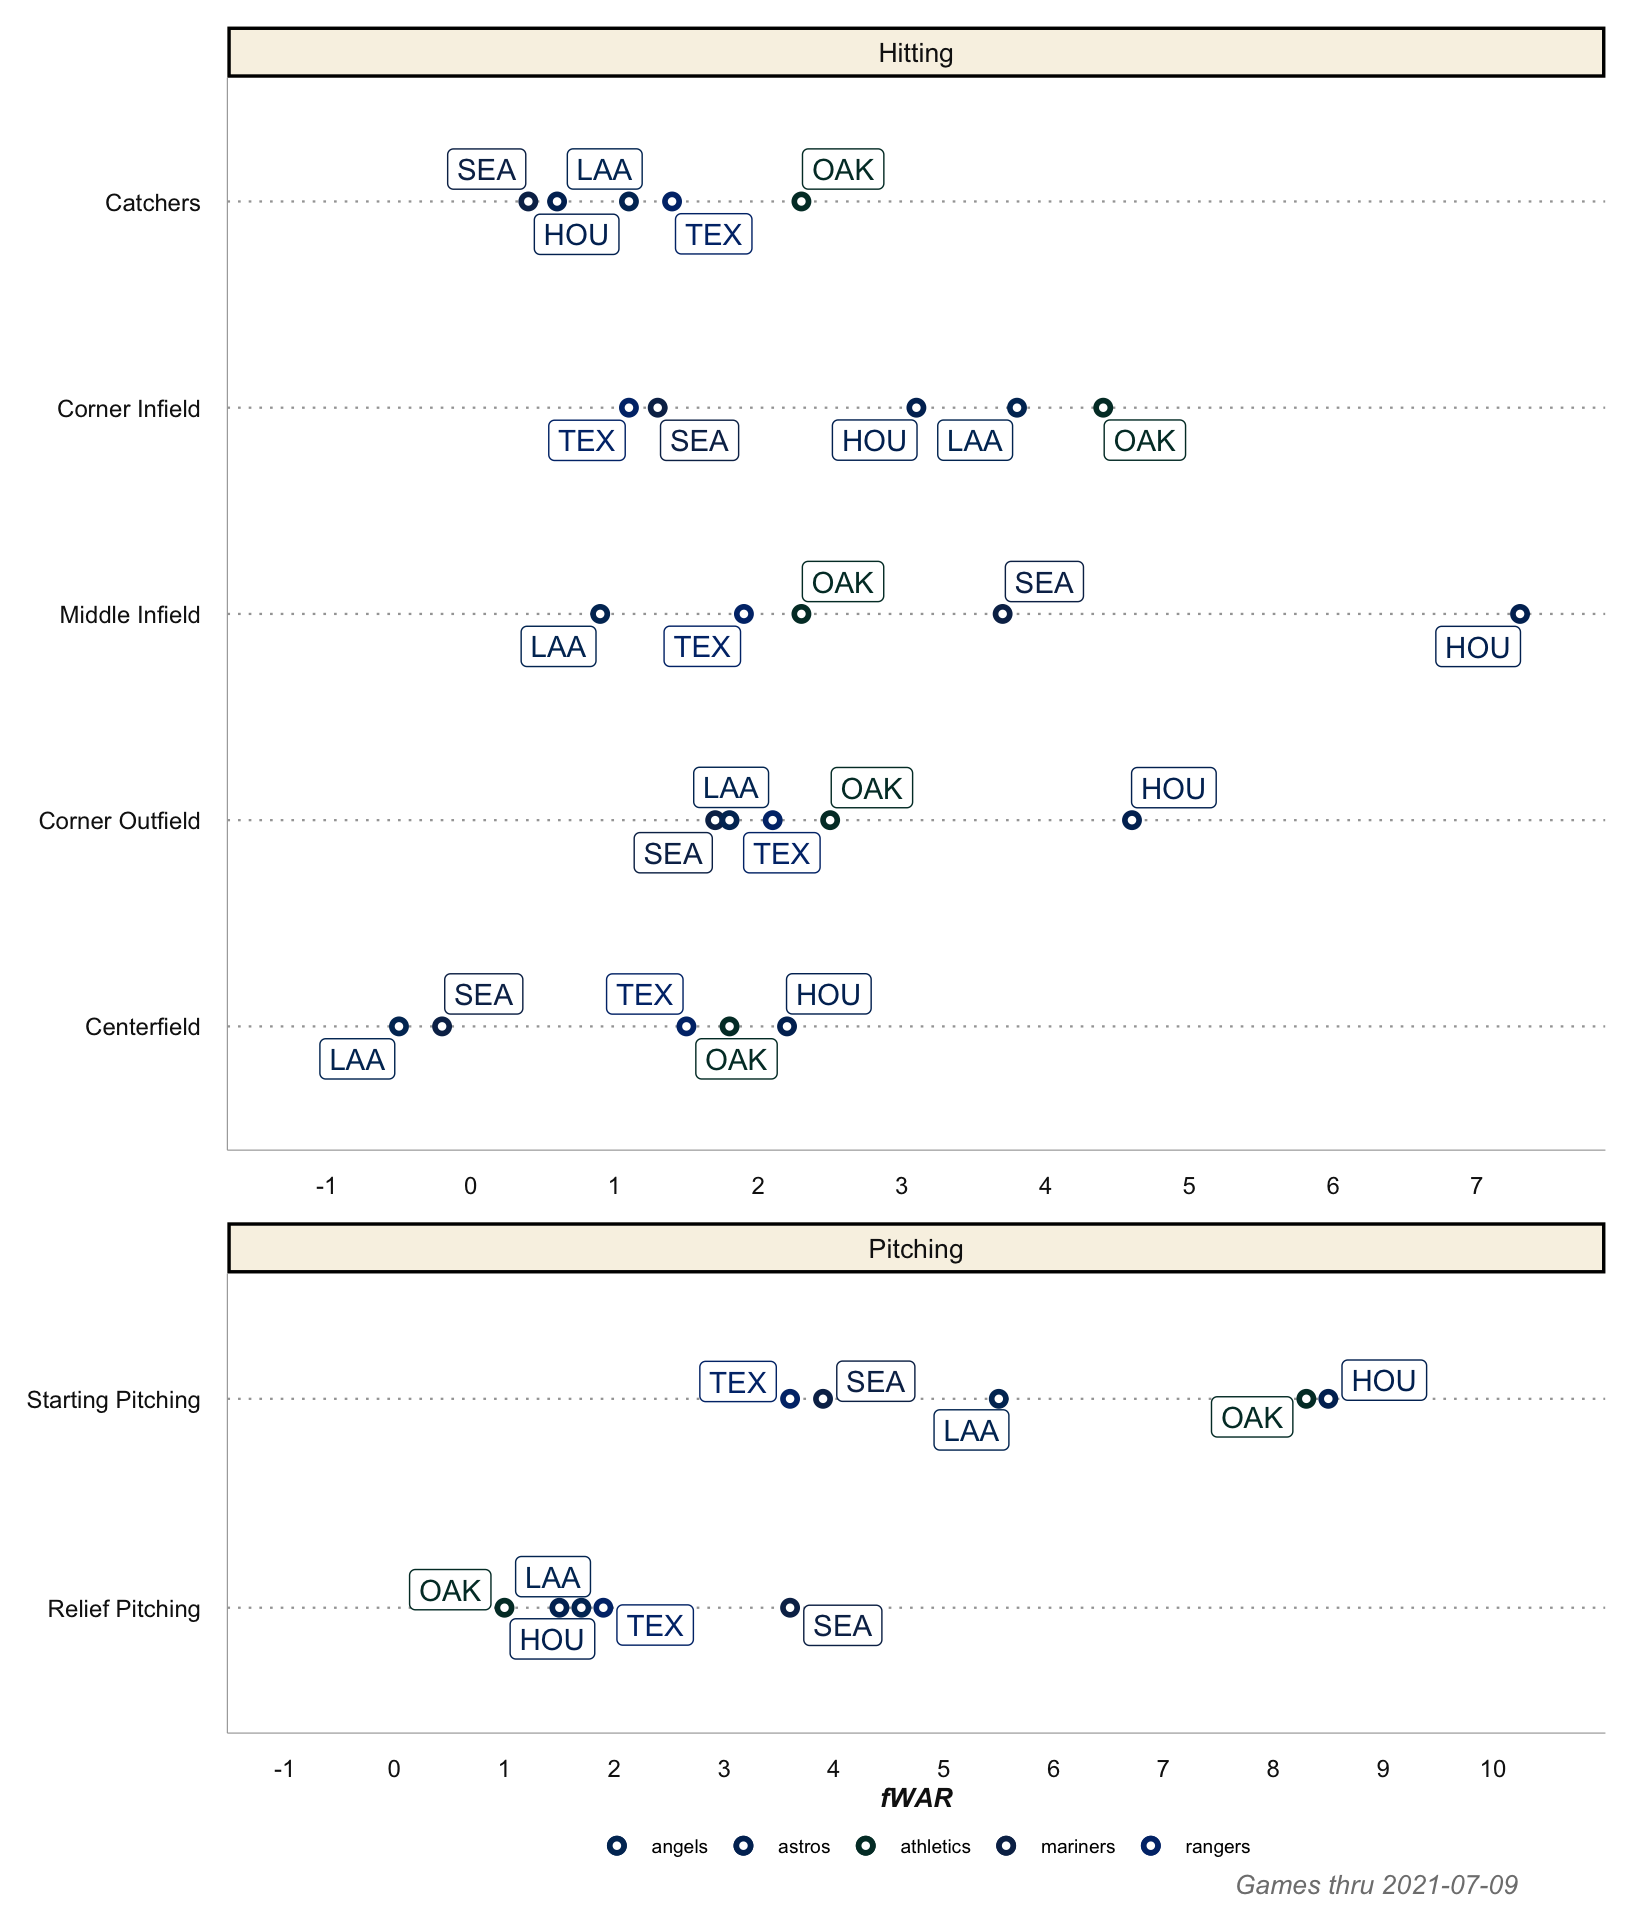 Hitting
SEA LAA OAK
Catchers
HOU TEX
Corner Infield
TEX SEA HOU LAA OAK
OAK SEA
Middle Infield
LAA TEX HOU
LAA OAK HOU
Corner Outfield
SEA TEX
SEA TEX HOU
Centerfield
LAA OAK
-1 0 1 2 3 4 5 6 7
Pitching
TEX SEA HOU
Starting Pitching
OAK
LAA
LAA
OAK
Relief Pitching
TEX SEA
HOU
-1 0 1 2 3 4 5 6 7 8 9 10
fWAR
angels astros athletics mariners rangers
Games thru 2021-07-09